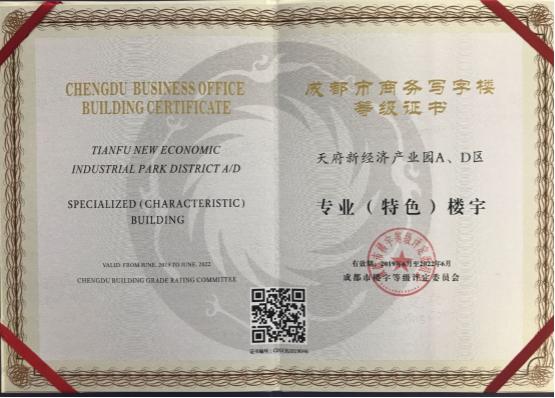 CHENGDU BUSINESS OFFICE
BUILDING CERTIFICATE
TIANFU NEW ECONOMIC
INDUSTRIAL PARK DISTRICT A/D
SPECIALIZED (CHARACTERISTIC)
BUILDING
VALID: FROM JUNE, 2019 TO JUNE, 2022
CHENGDU BUILDING GRADE RATING COMMITTEE
成都市商务写字楼
等级证书
天府新经济产业园A、D区
专业(特色)楼宇
有效期:2019年6月至2022年6月
成都市楼宇等级评定委员会
证书编号: